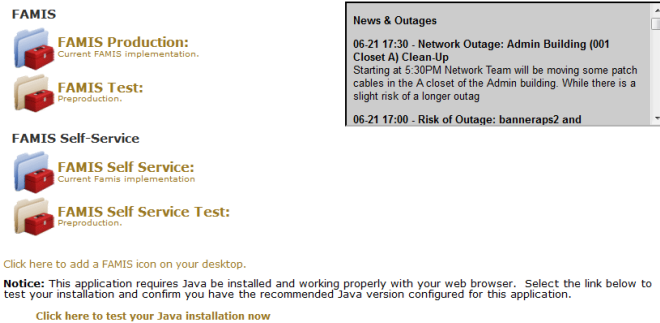 FAMIS
FAMIS Production:
Current FAMIS implementation.
FAMIS Test:
Preproduction.
FAMIS Self-Service
FAMIS Self Service:
Current Famis implementation
FAMIS Self Service Test:
Preproduction.
News & Outages
06-21 17:30 - Network Outage: Admin Building (001
Closet A) Clean-Up
Starting at 5:30PM Network Team will be moving some patch
cables in the A closet of the Admin building. While there is a
slight risk of a longer outag
06-21 17:00 - Risk of Outage: banneraps2 and
Click here to add a FAMIS icon on your desktop.
Notice: This application requires Java be installed and working properly with your web browser. Select the link below to
test your installation and confirm you have the recommended Java version configured for this application.
Click here to test your Java installation now